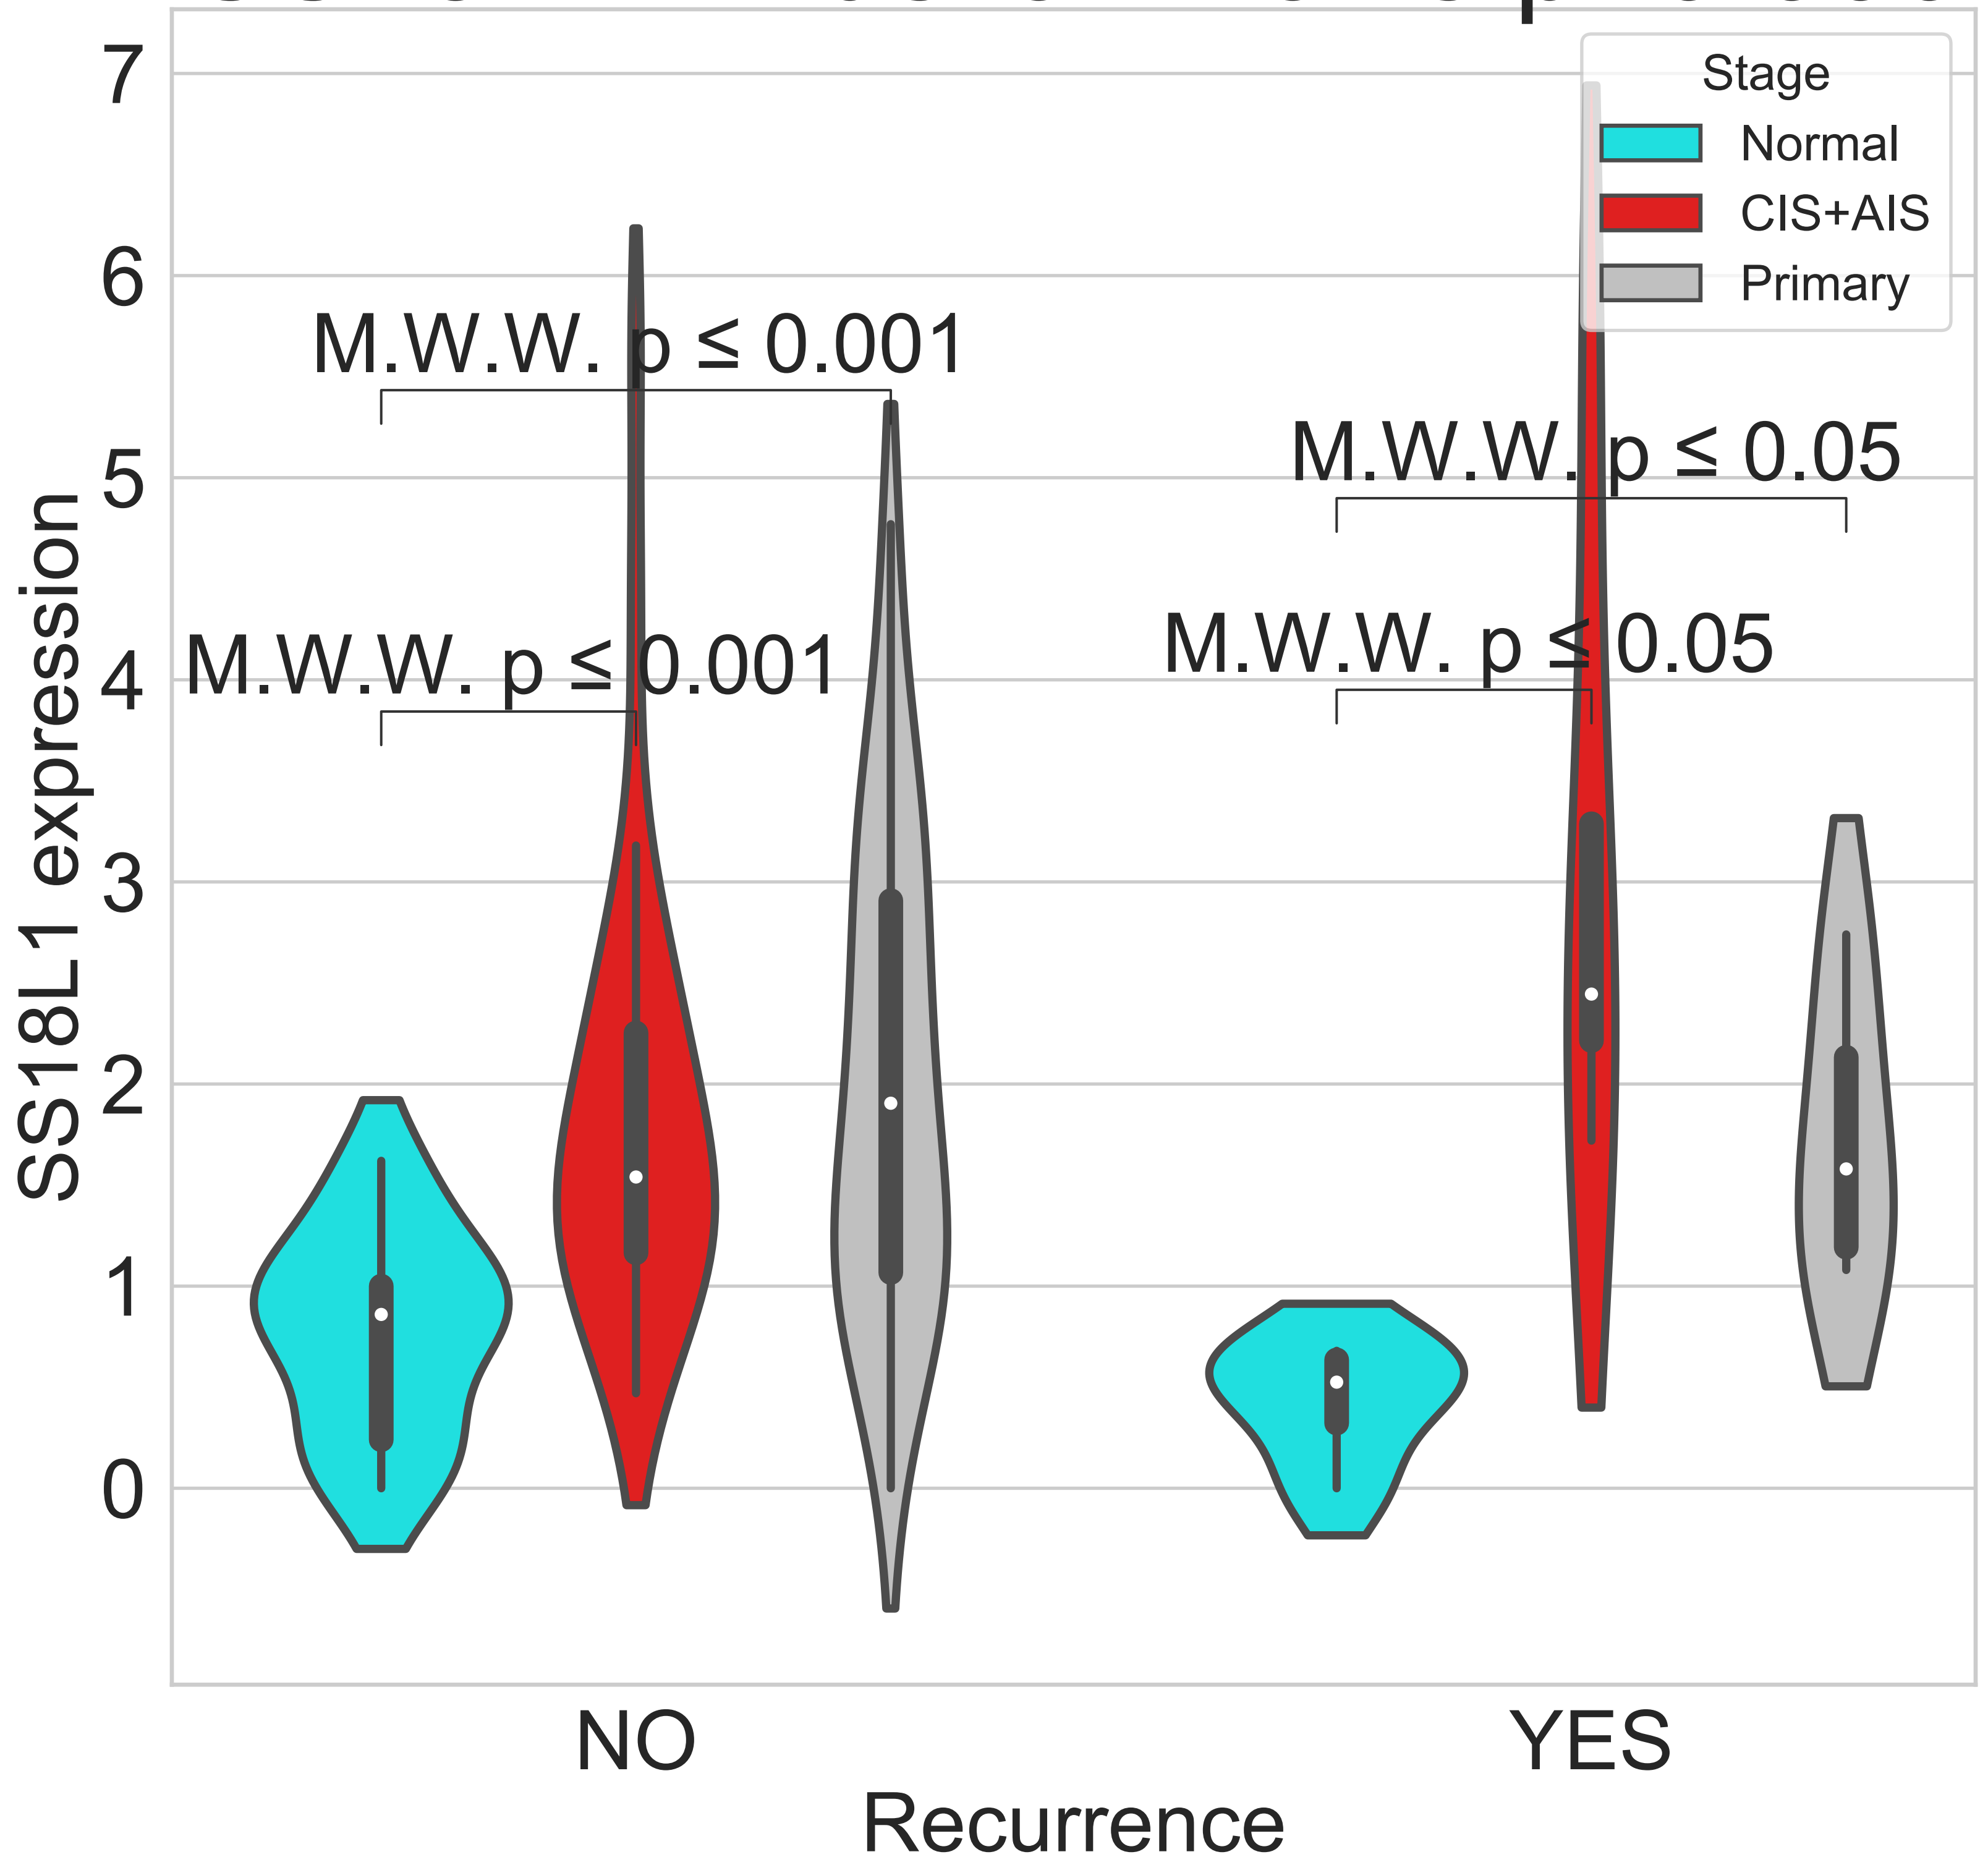 Stage
Normal
CIS+AIS
Primary
7
6
5
4
3
2
1
0
SS18L1 expression
M.W.W. p ≤ 0.001
M.W.W. p ≤ 0.05
M.W.W. p ≤ 0.001
M.W.W. p ≤ 0.05
NO
YES
Recurrence